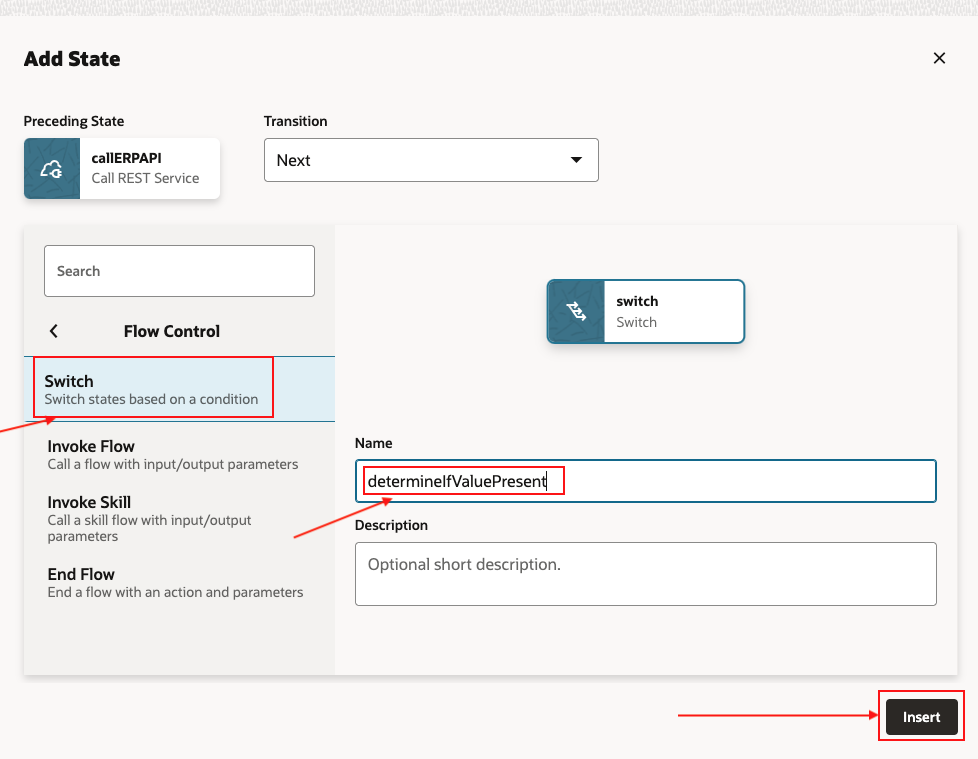 Add State
Preceding State
Transition
callERPAPI
Call REST Service
Next
Search
Flow Control
Switch
Switch states based on a condition
Invoke Flow
Call a flow with input/output parameters
Invoke Skill
Call a skill flow with input/output
parameters
End Flow
End a flow with an action and parameters
switch
Switch
Name
determineIfValuePresent
Description
Optional short description.
Insert